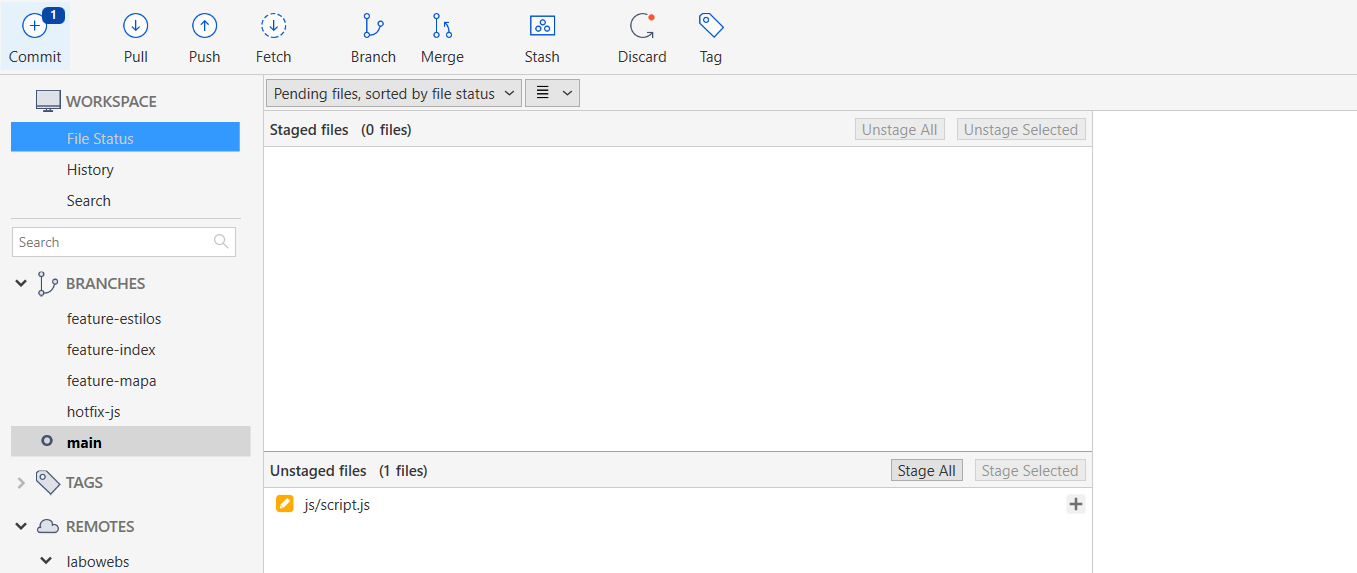 1
Commit Pull Push Fetch Branch Merge Stash Discard Tag
WORKSPACE
File Status
History
Search
Search
BRANCHES
feature-estilos
feature-index
feature-mapa
hotfix-js
main
TAGS
REMOTES
labowebs
Pending files, sorted by file status
Staged files (0 files) Unstage All Unstage Selected
Unstaged files (1 files) Stage All Stage Selected
js/script.js